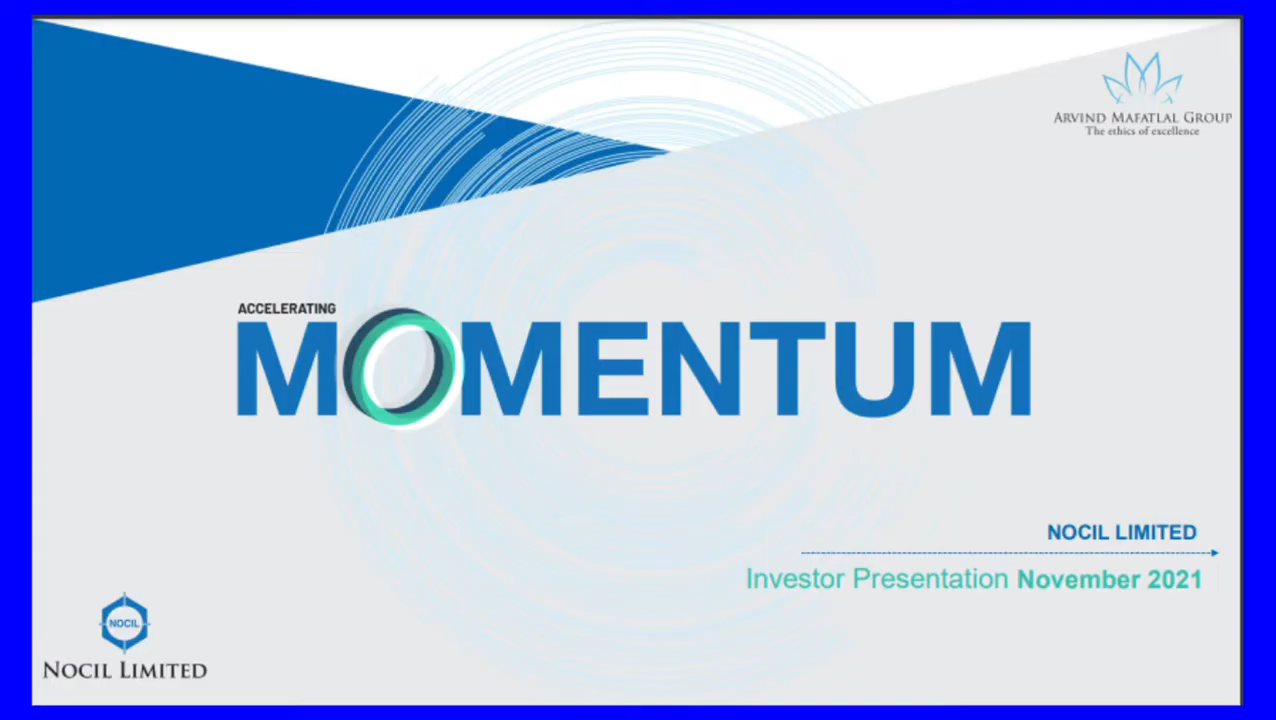 ARVIND MAFATLAL GROUP
The ethics of excellence
ACCELERATING
MOMENTUM
NOCIL LIMITED
Investor Presentation November 2021
NOCIL
NOCIL LIMITED